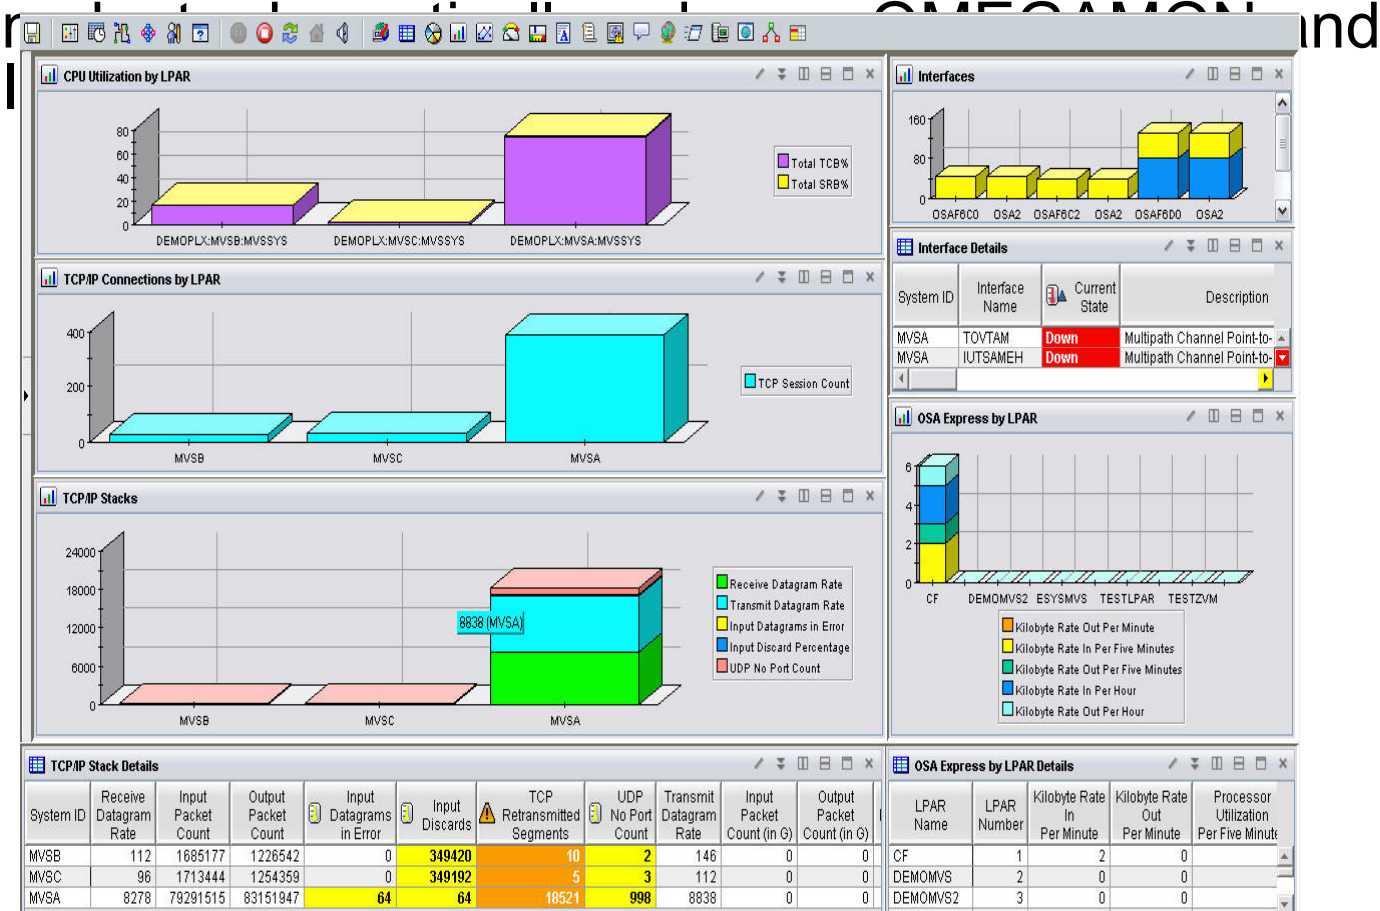 OMEGAMON and
CPU Utilization by LPAR
80
60
40
20
0
DEMOPLX:MVSB:MVSSYS
DEMOPLX:MVSC:MVSSYS
DEMOPLX:MVSA:MVSSYS
Total TCB%
Total SRB%
Interfaces
160
80
0
OSAF6C0 OSA2 OSAF6C2 OSA2 OSAF6D0 OSA2
Interface Details
System ID Interface Name Current State Description
MVSA TOVTAM Down Multipath Channel Point-to-
MVSA IUTSAMEH Down Multipath Channel Point-to-
TCP/IP Connections by LPAR
400
200
0
MVSB MVSC MVSA
TCP Session Count
OSA Express by LPAR
6
4
2
0
CF DEMOMVS2 ESYSMVS TESTLPAR TESTZVM
Kilobyte Rate Out Per Minute
Kilobyte Rate In Per Five Minutes
Kilobyte Rate Out Per Five Minutes
Kilobyte Rate In Per Hour
Kilobyte Rate Out Per Hour
TCP/IP Stacks
24000
18000
12000
6000
0
8838 (MVSA)
MVSB MVSC MVSA
Receive Datagram Rate
Transmit Datagram Rate
Input Datagrams in Error
Input Discard Percentage
UDP No Port Count
TCP/IP Stack Details
System ID Receive Datagram Rate Input Packet Count Output Packet Count Input Datagrams in Error Input Discards TCP Retransmitted Segments UDP No Port Count Transmit Datagram Rate Input Packet Count (in G) Output Packet Count (in G)
MVSB 112 1685177 1226542 0 349420 10 2 146 0 0
MVSC 96 1713444 1254359 0 349192 5 3 112 0 0
MVSA 8278 79291515 83151947 64 64 18521 998 8838 0 0
OSA Express by LPAR Details
LPAR Name LPAR Number Kilobyte Rate In Per Minute Kilobyte Rate Out Per Minute Processor Utilization Per Five Minute
CF 1 2 0
DEMOMVS 2 0 0
DEMOMVS2 3 0 0